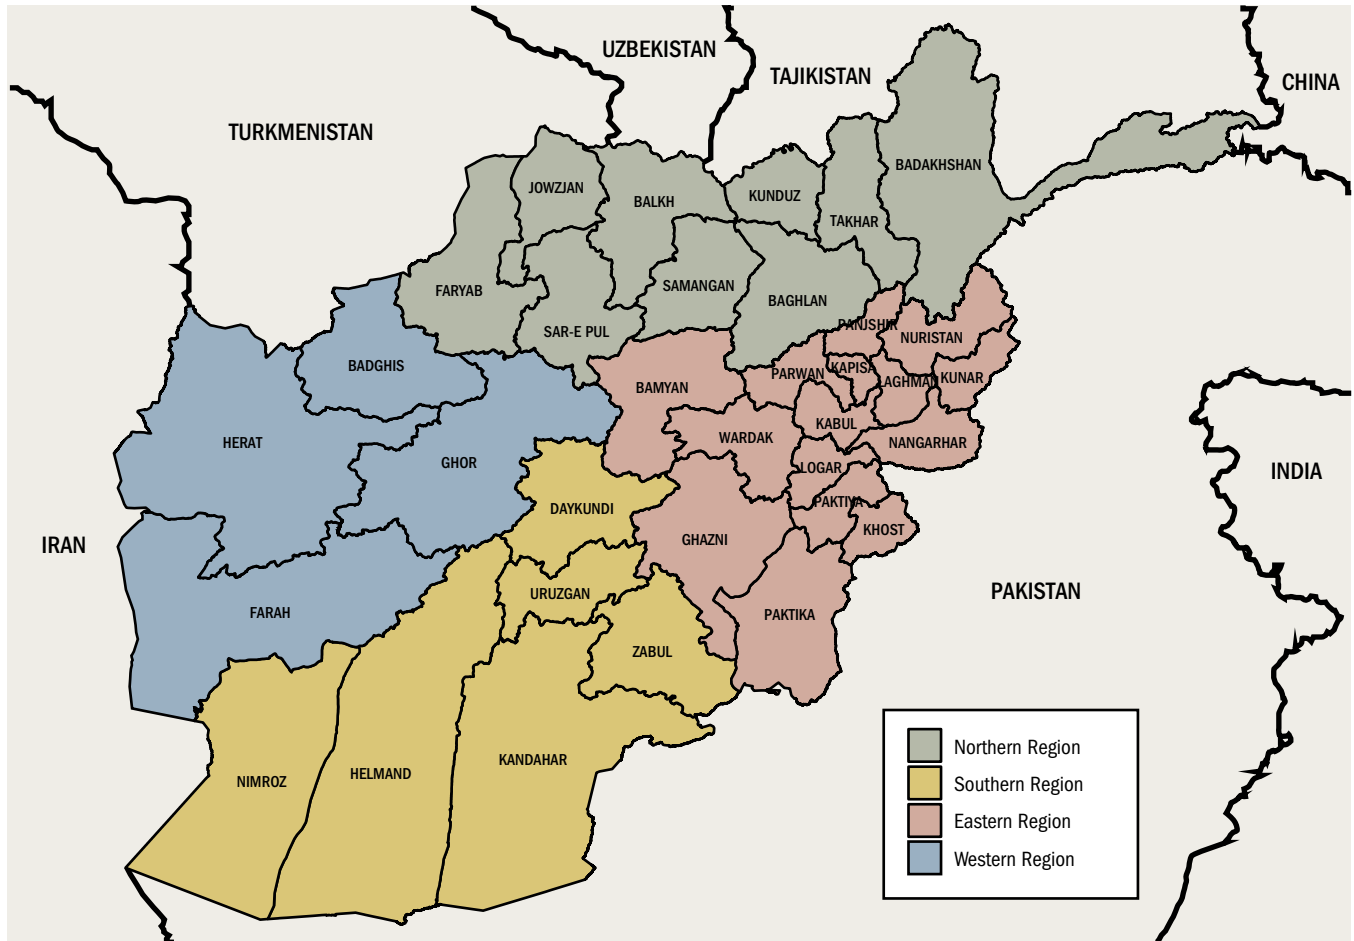 UZBEKISTAN
TAJIKISTAN
CHINA
TURKMENISTAN
BADAKHSHAN
JOWZJAN
BALKH
KUNDUZ
TAKHAR
FARYAB
SAMANGAN
BAGHLAN
SAR-E PUL
PANJSHIR
NURISTAN
BADGHIS
BAMYAN
PARWAN
KAPISA
LAGHMAN
KUNAR
HERAT
GHOR
WARDAK
KABUL
NANGARHAR
LOGAR
INDIA
DAYKUNDI
PAKTIYA
KHOST
IRAN
GHAZNI
URUZGAN
PAKISTAN
FARAH
PAKTIKA
ZABUL
NIMROZ
HELMAND
KANDAHAR
Northern Region
Southern Region
Eastern Region
Western Region